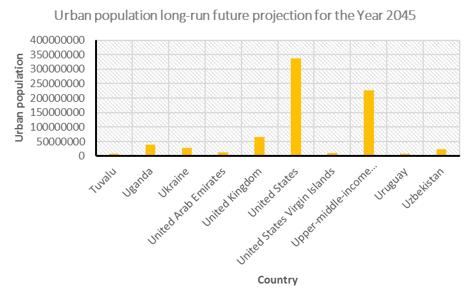 Urban population long-run future projection for the Year 2045
Urban population
400000000
350000000
300000000
250000000
200000000
150000000
100000000
50000000
0
Tuvalu
Uganda
Ukraine
United Arab Emirates
United Kingdom
United States
United States Virgin Islands
Upper-middle-income...
Uruguay
Uzbekistan
Country